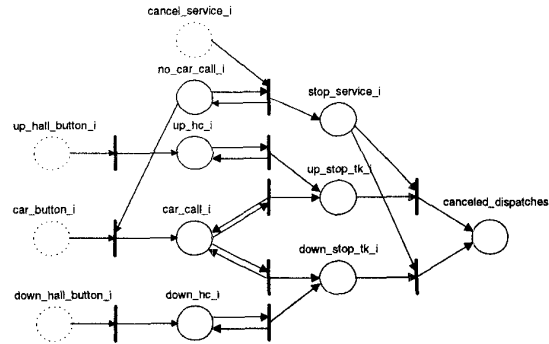 cancel_service_i
no_car_call_i
stop_service_i
up_hall_button_i
up_hc_i
up_stop_tk_i
car_button_i
car_call_i
canceled_dispatches
down_stop_tk_i
down_hall_button_i
down_hc_i